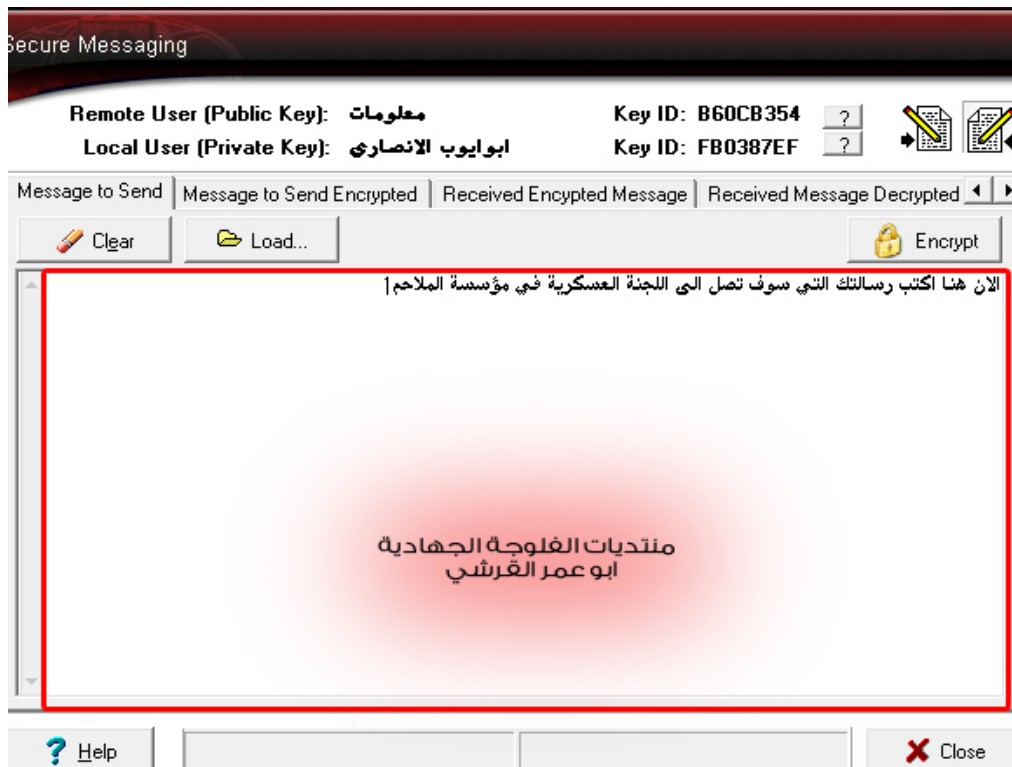 Secure Messaging
Remote User (Public Key): معلومات Key ID: B60CB354 ?
Local User (Private Key): ابوايوب الانصاري Key ID: FB0387EF ?
Message to Send Message to Send Encrypted Received Encypted Message Received Message Decrypted
Clear Load... Encrypt
الان هنا اكتب رسالتك التي سوف تصل الى اللجنة العسكرية في مؤسسة الملاحم1
منتديات الفلوجة الجهادية
ابو عمر القرشي
? Help Close